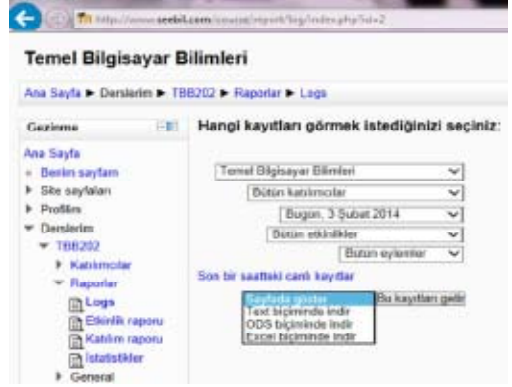 http://www.seebil.com/course/report/log/index.php?id=2
Temel Bilgisayar Bilimleri
Ana Sayfa ► Derslerim ► TBB202 ► Raporlar ► Logs
Gezinme
Ana Sayfa
Benim sayfam
Site sayfaları
Profilim
Derslerim
TBB202
Katılımcılar
Raporlar
Logs
Etkinlik raporu
Katılım raporu
İstatistikler
General
Hangi kayıtları görmek istediğinizi seçiniz:
Temel Bilgisayar Bilimleri
Bütün katılımcılar
Bugün, 3 Şubat 2014
Bütün etkinlikler
Bütün eylemler
Son bir saatteki canlı kayıtlar
Sayfada göster
Bu kayıtları getir
Text biçiminde indir
ODS biçiminde indir
Excel biçiminde indir